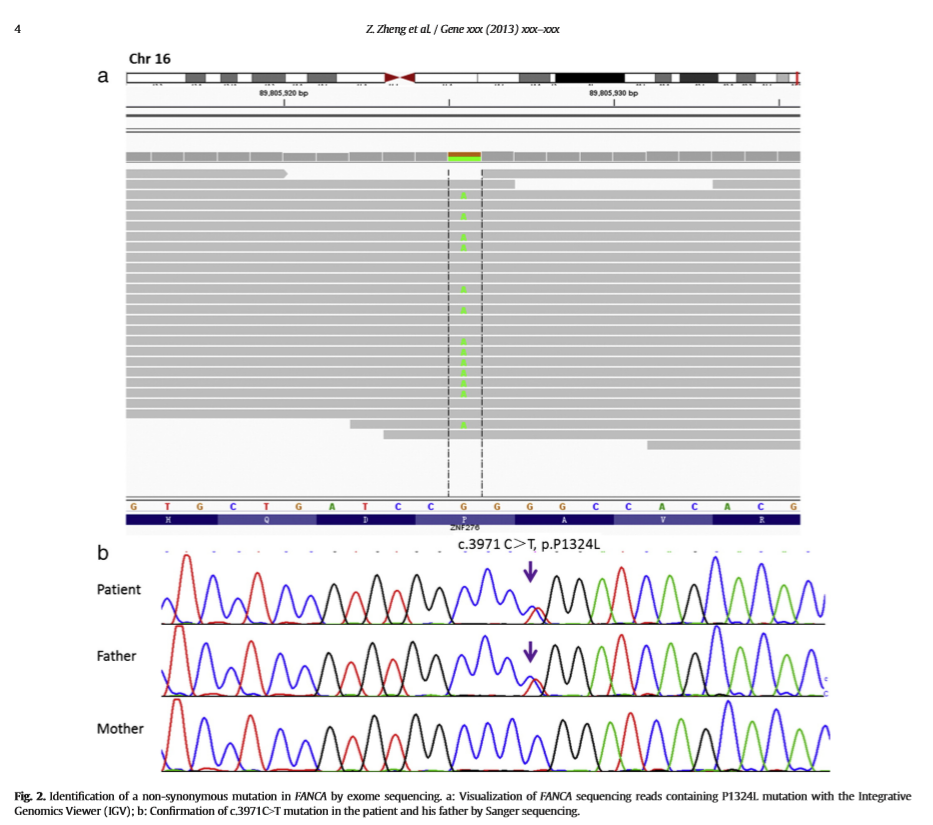 4
Z. Zheng et al. / Gene xxx (2013) xxx–xxx
Chr 16
a
89,805,920 bp 89,805,930 bp
G T G C T G A T C C G G G G C C A C A C G
H Q D P A V R
ZNF276
c.3971 C>T, p.P1324L
b
Patient
Father
C
C
Mother
Fig. 2. Identification of a non-synonymous mutation in FANCA by exome sequencing. a: Visualization of FANCA sequencing reads containing P1324L mutation with the Integrative
Genomics Viewer (IGV); b: Confirmation of c.3971C>T mutation in the patient and his father by Sanger sequencing.